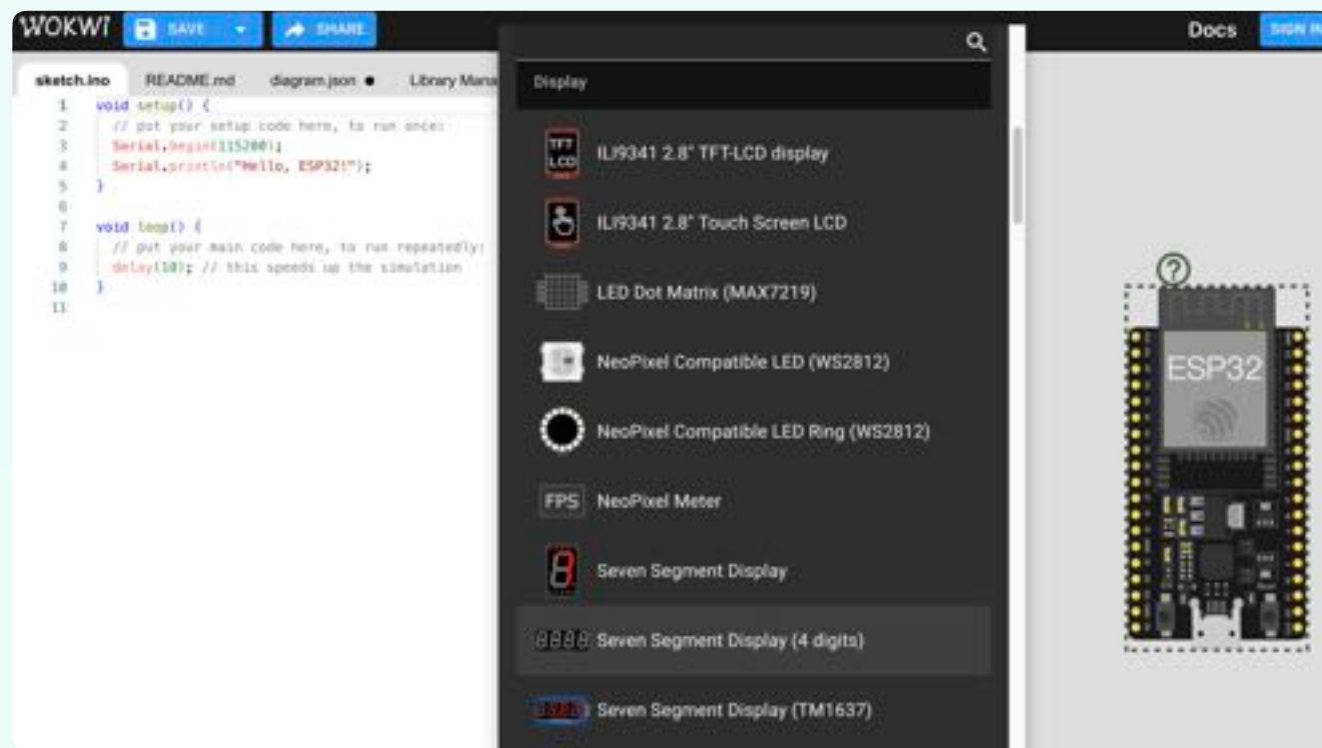 WOKWI SAVE SHARE Docs SIGN IN
sketch.ino README.md diagram.json ● Library Mana
1 void setup() {
2 // put your setup code here, to run once:
3 Serial.begin(115200);
4 Serial.println("Hello, ESP32!");
5 }
6
7 void loop() {
8 // put your main code here, to run repeatedly:
9 delay(10); // this speeds up the simulation
10 }
11
Display
TFT
LCD
ILI9341 2.8" TFT-LCD display
ILI9341 2.8" Touch Screen LCD
LED Dot Matrix (MAX7219)
NeoPixel Compatible LED (WS2812)
NeoPixel Compatible LED Ring (WS2812)
FPS NeoPixel Meter
Seven Segment Display
Seven Segment Display (4 digits)
Seven Segment Display (TM1637)
?
ESP32